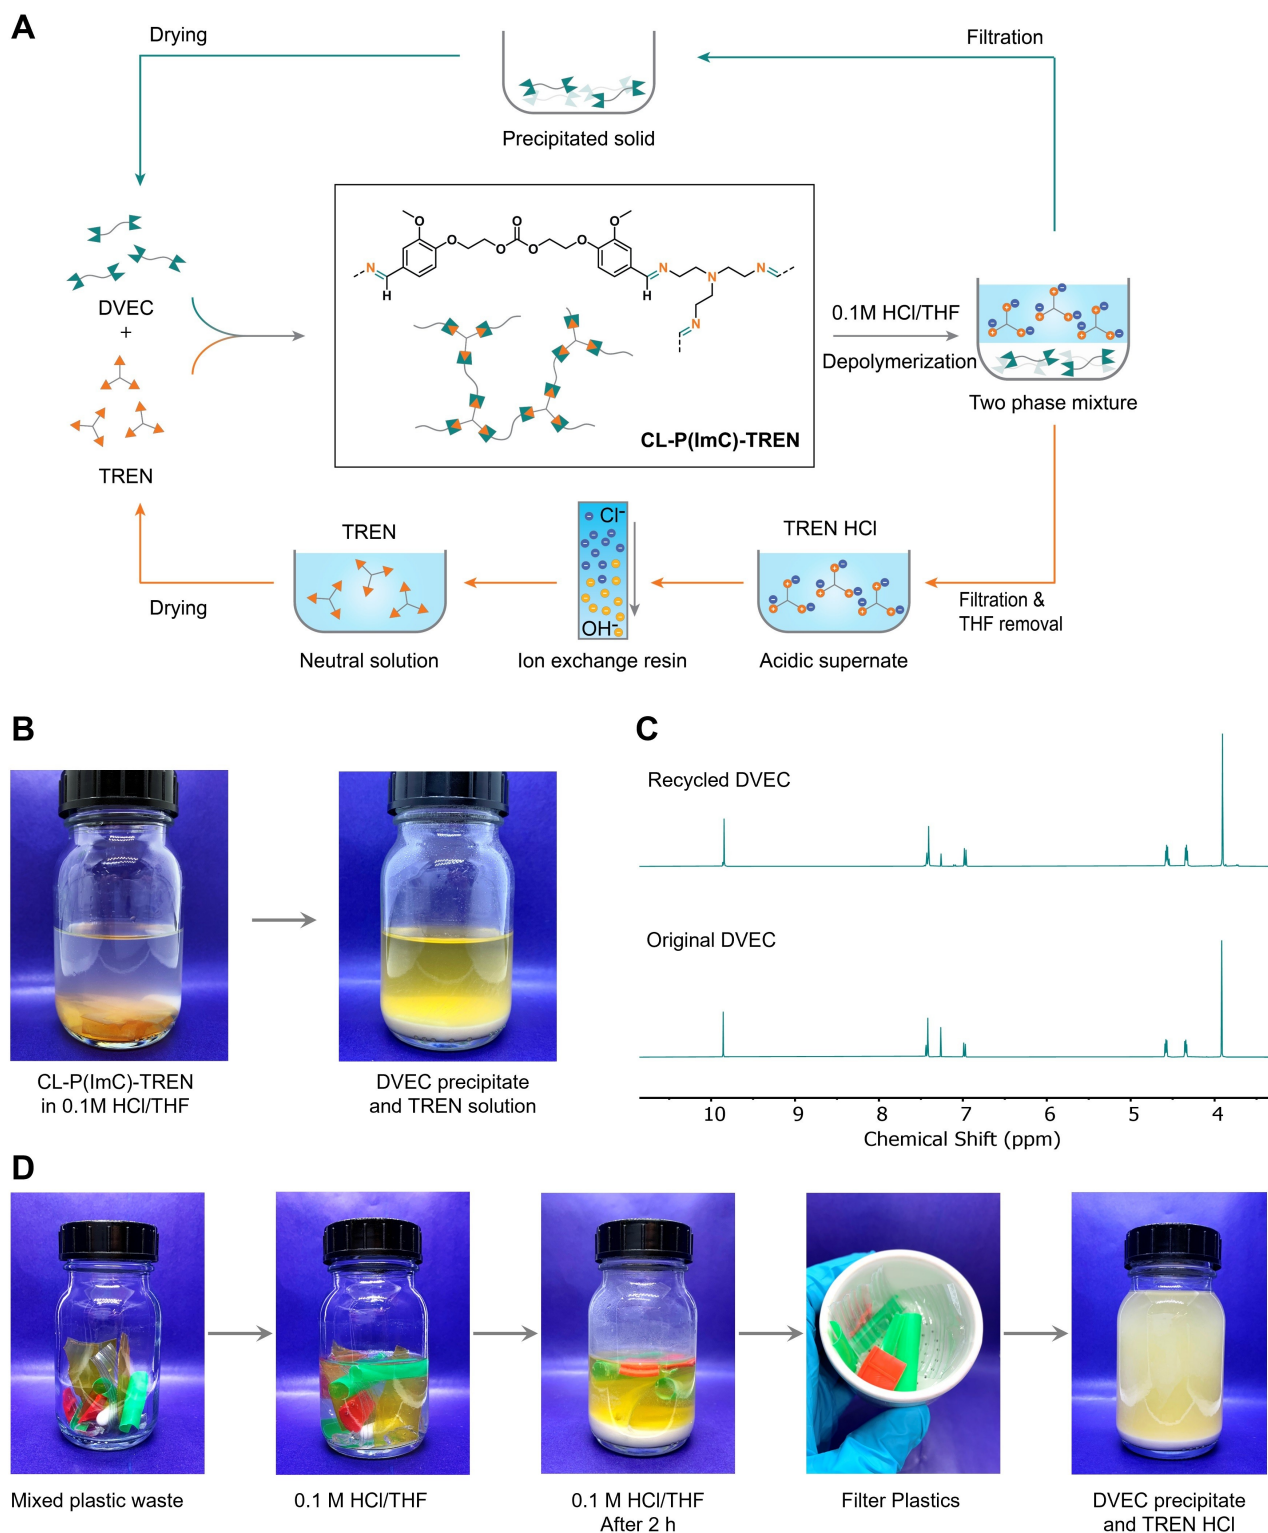 A
Drying
Filtration
Precipitated solid
O
O
O
O
O
O
O
N
H
H
N
N
N
N
DVEC
+
TREN
CL-P(ImC)-TREN
0.1M HCl/THF
Depolymerization
Two phase mixture
TREN
Cl-
OH-
TREN HCl
Drying
Filtration &
THF removal
Neutral solution
Ion exchange resin
Acidic supernate
B
CL-P(ImC)-TREN
in 0.1M HCl/THF
DVEC precipitate
and TREN solution
C
Recycled DVEC
Original DVEC
10 9 8 7 6 5 4
Chemical Shift (ppm)
D
Mixed plastic waste
0.1 M HCl/THF
0.1 M HCl/THF
After 2 h
Filter Plastics
DVEC precipitate
and TREN HCl